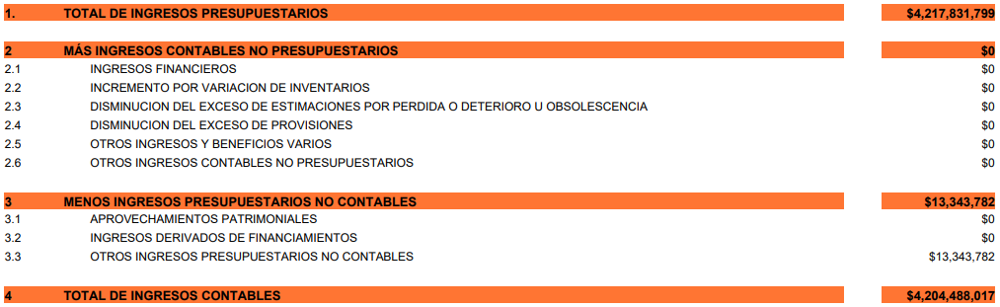 1. TOTAL DE INGRESOS PRESUPUESTARIOS $4,217,831,799
2 MÁS INGRESOS CONTABLES NO PRESUPUESTARIOS $0
2.1 INGRESOS FINANCIEROS $0
2.2 INCREMENTO POR VARIACION DE INVENTARIOS $0
2.3 DISMINUCION DEL EXCESO DE ESTIMACIONES POR PERDIDA O DETERIORO U OBSOLESCENCIA $0
2.4 DISMINUCION DEL EXCESO DE PROVISIONES $0
2.5 OTROS INGRESOS Y BENEFICIOS VARIOS $0
2.6 OTROS INGRESOS CONTABLES NO PRESUPUESTARIOS $0
3 MENOS INGRESOS PRESUPUESTARIOS NO CONTABLES $13,343,782
3.1 APROVECHAMIENTOS PATRIMONIALES $0
3.2 INGRESOS DERIVADOS DE FINANCIAMIENTOS $0
3.3 OTROS INGRESOS PRESUPUESTARIOS NO CONTABLES $13,343,782
4 TOTAL DE INGRESOS CONTABLES $4,204,488,017